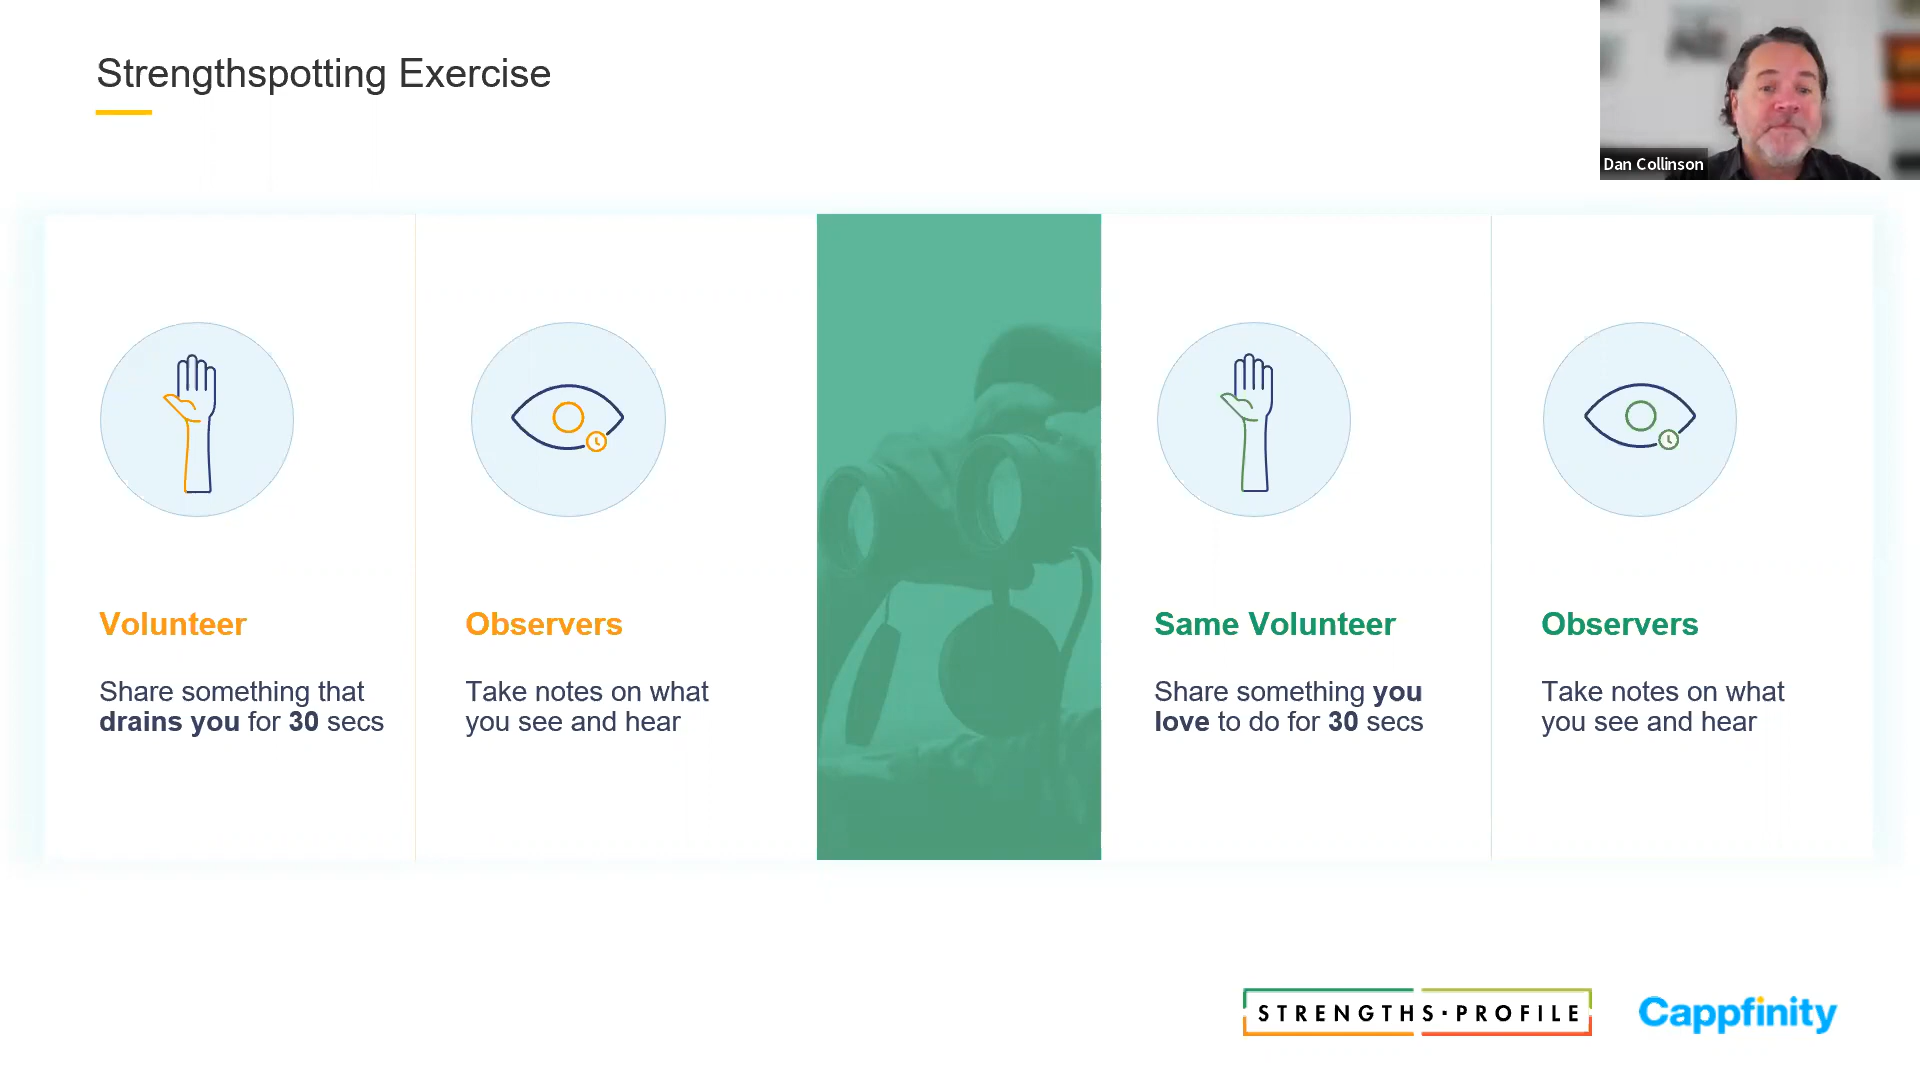 Strengthspotting Exercise
Dan Collinson
Volunteer
Share something that
drains you for 30 secs
Observers
Take notes on what
you see and hear
Same Volunteer
Share something you
love to do for 30 secs
Observers
Take notes on what
you see and hear
STRENGTHS·PROFILE
Cappfinity